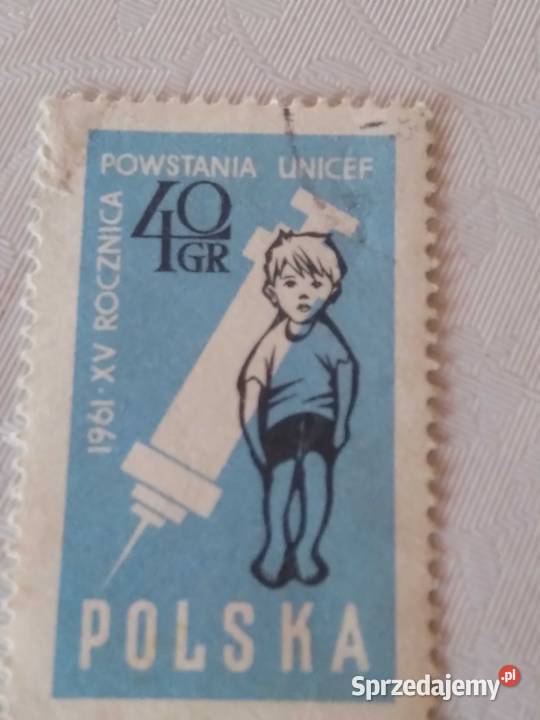 POWSTANIA UNICEF
1961 · XV ROCZNICA
40
GR
POLSKA
Sprzedajemy.pl